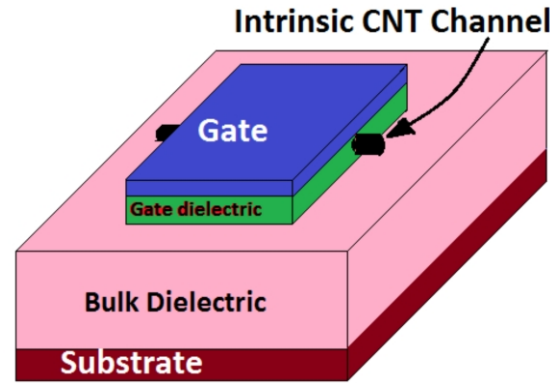 Intrinsic CNT Channel
Gate
Gate dielectric
Bulk Dielectric
Substrate